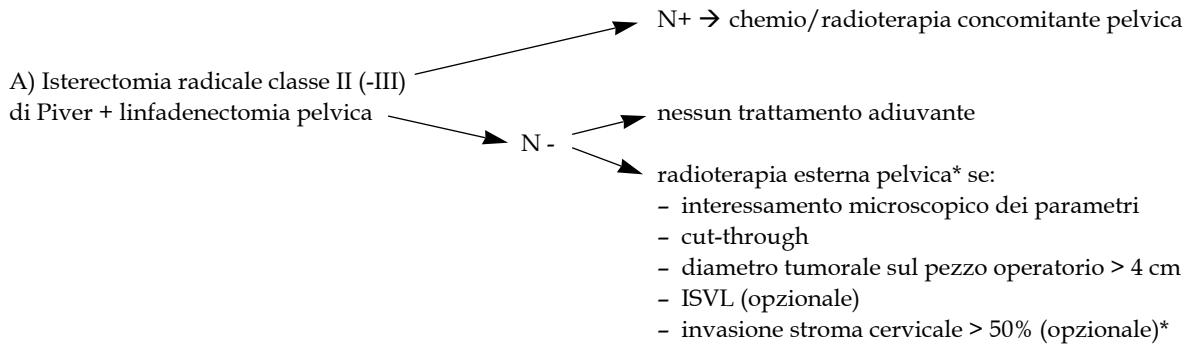 N+ → chemio/radioterapia concomitante pelvica
A) Isterectomia radicale classe II (-III)
di Piver + linfadenectomia pelvica
nessun trattamento adiuvante
N -
radioterapia esterna pelvica* se:
– interessamento microscopico dei parametri
– cut-through
– diametro tumorale sul pezzo operatorio > 4 cm
– ISVL (opzionale)
– invasione stroma cervicale > 50% (opzionale)*